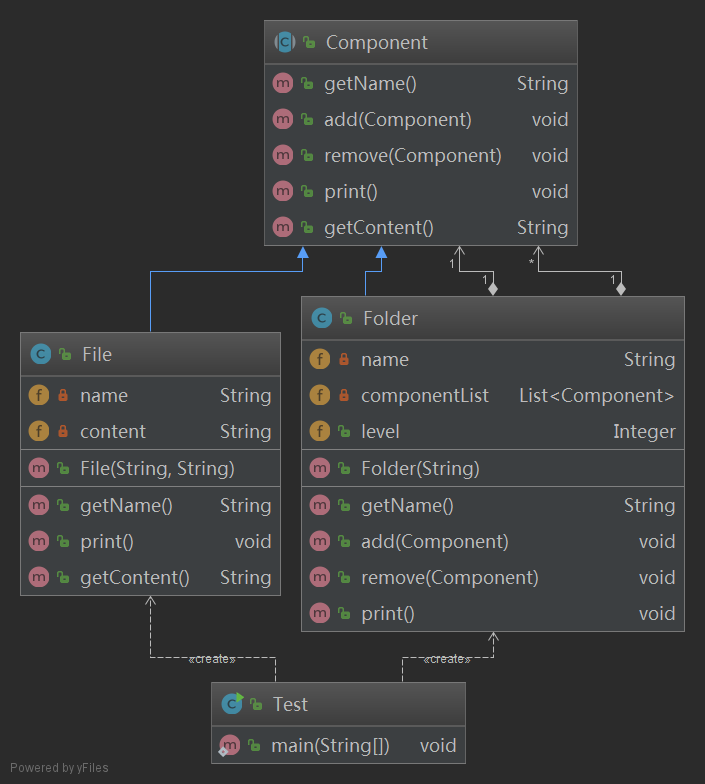 Component
getName() String
add(Component) void
remove(Component) void
print() void
getContent() String
1 1 * 1
File
name String
content String
File(String, String)
getName() String
print() void
getContent() String
Folder
name String
componentList List<Component>
level Integer
Folder(String)
getName() String
add(Component) void
remove(Component) void
print() void
«create» «create»
Test
main(String[]) void
Powered by yFiles